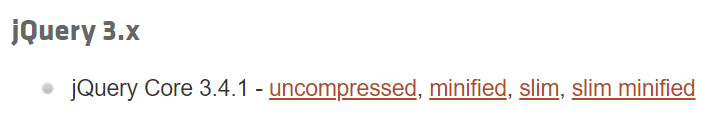 jQuery 3.x
jQuery Core 3.4.1 - uncompressed, minified, slim, slim minified